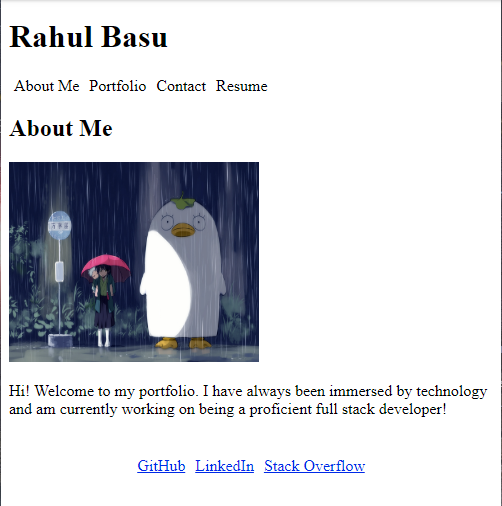 Rahul Basu
About Me Portfolio Contact Resume
About Me
Hi! Welcome to my portfolio. I have always been immersed by technology
and am currently working on being a proficient full stack developer!
GitHub LinkedIn Stack Overflow